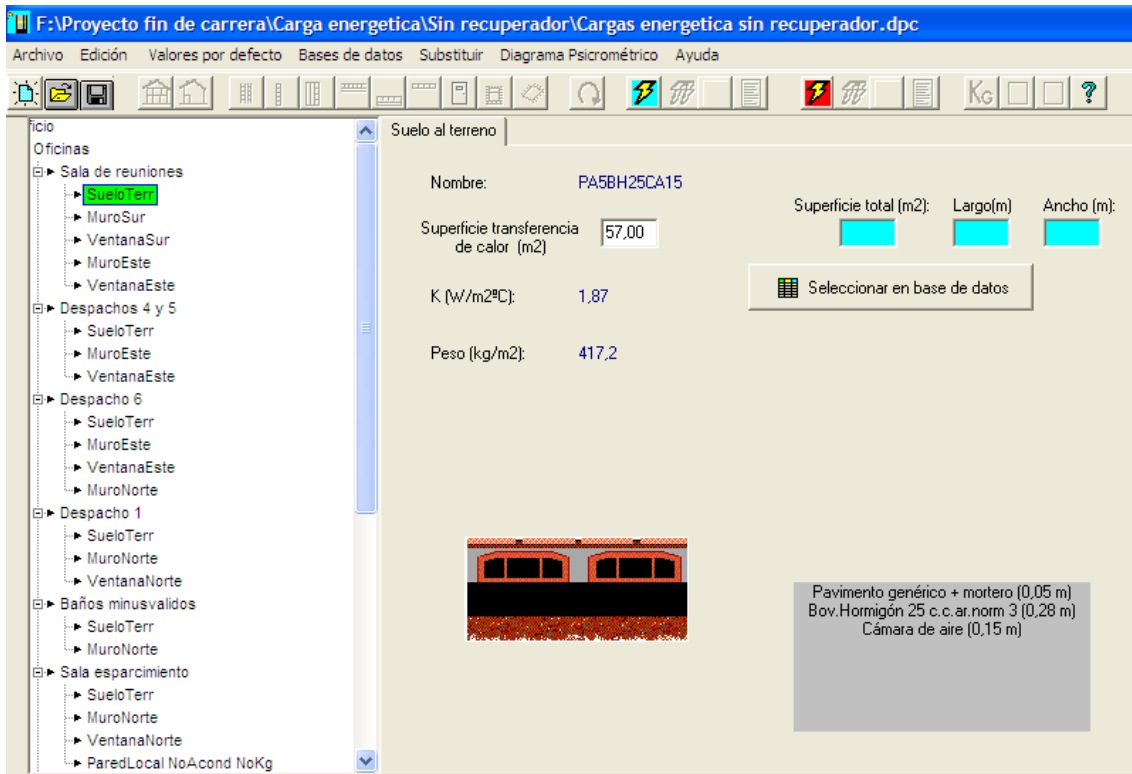 F:\Proyecto fin de carrera\Carga energetica\Sin recuperador\Cargas energetica sin recuperador.dpc
Archivo Edición Valores por defecto Bases de datos Substituir Diagrama Psicrométrico Ayuda
KG ?
ficio
Oficinas
Sala de reuniones
SueloTerr
MuroSur
VentanaSur
MuroEste
VentanaEste
Despachos 4 y 5
SueloTerr
MuroEste
VentanaEste
Despacho 6
SueloTerr
MuroEste
VentanaEste
MuroNorte
Despacho 1
SueloTerr
MuroNorte
VentanaNorte
Baños minusvalidos
SueloTerr
MuroNorte
Sala esparcimiento
SueloTerr
MuroNorte
VentanaNorte
ParedLocal NoAcond NoKg
Suelo al terreno
Nombre: PA5BH25CA15
Superficie transferencia
de calor (m2)
57,00
Superficie total (m2): Largo(m) Ancho (m):
Seleccionar en base de datos
K (W/m2ºC): 1,87
Peso (kg/m2): 417,2
Pavimento genérico + mortero (0,05 m)
Bov.Hormigón 25 c.c.ar.norm 3 (0,28 m)
Cámara de aire (0,15 m)